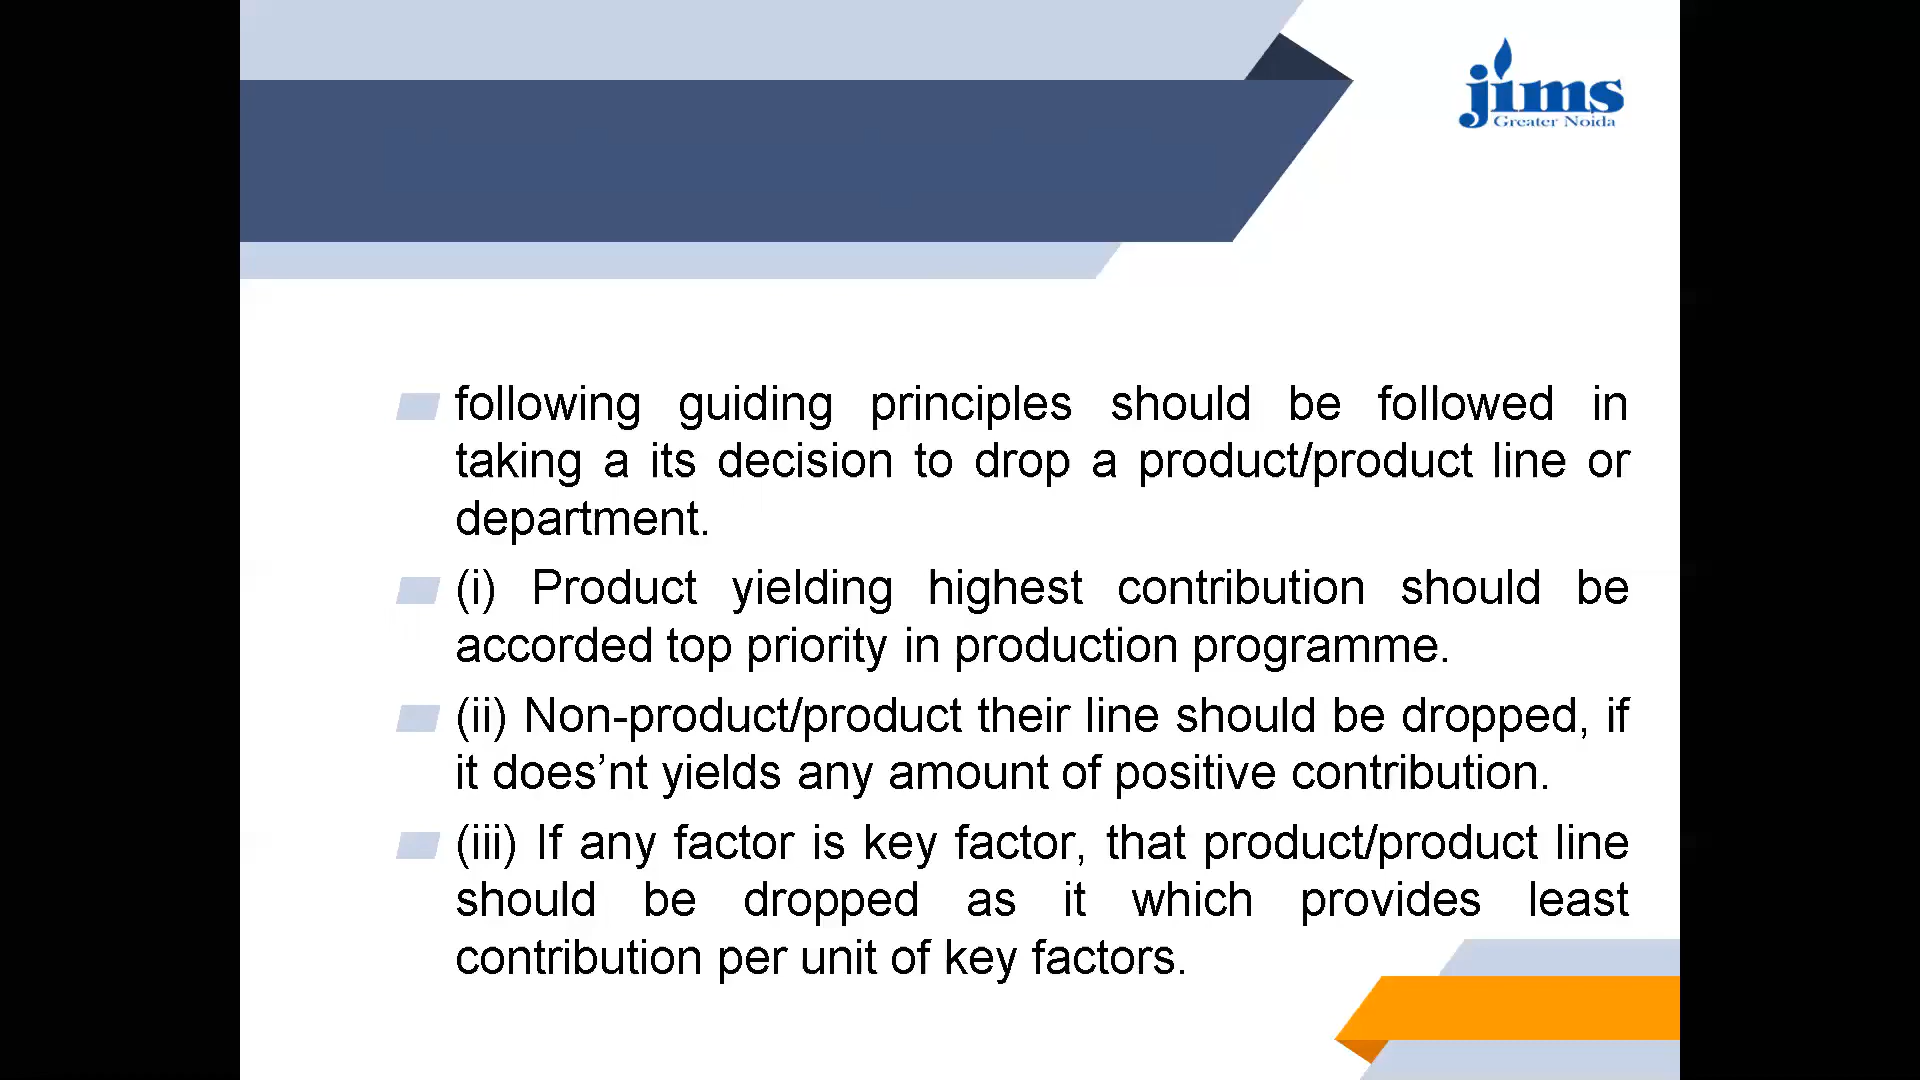 jims
Greater Noida
following guiding principles should be followed in
taking a its decision to drop a product/product line or
department.
(i) Product yielding highest contribution should be
accorded top priority in production programme.
(ii) Non-product/product their line should be dropped, if
it does’nt yields any amount of positive contribution.
(iii) If any factor is key factor, that product/product line
should be dropped as it which provides least
contribution per unit of key factors.